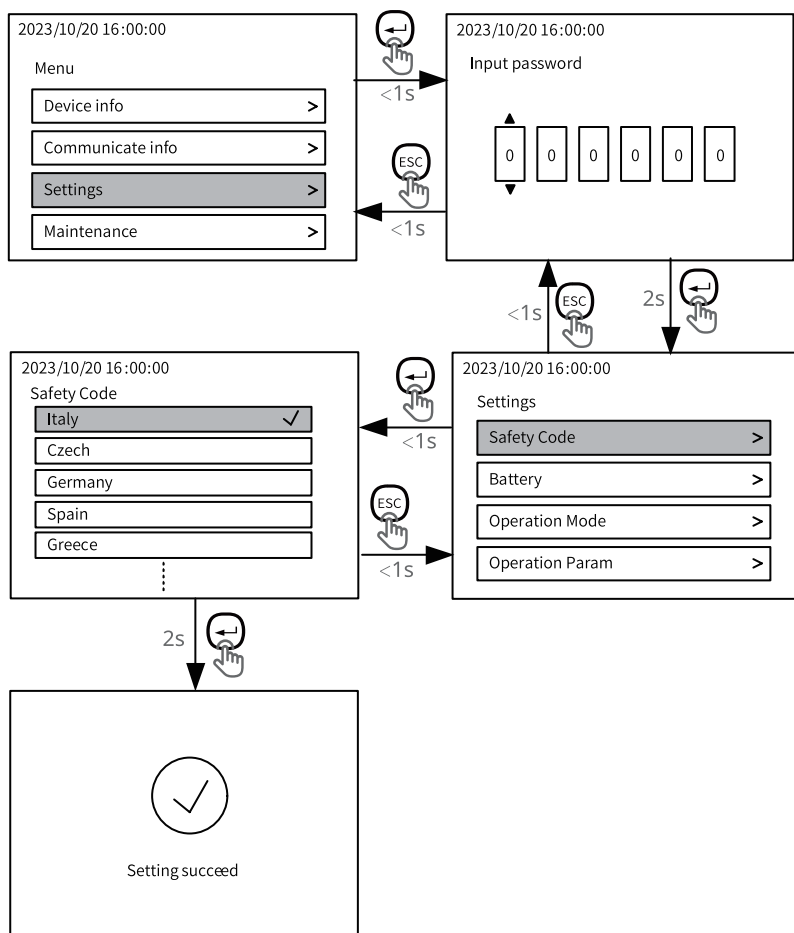 2023/10/20 16:00:00
Menu
Device info >
Communicate info >
Settings >
Maintenance >
<1s
ESC
<1s
2023/10/20 16:00:00
Input password
0 0 0 0 0 0
<1s
ESC
2s
2023/10/20 16:00:00
Safety Code
Italy
Czech
Germany
Spain
Greece
<1s
ESC
<1s
2023/10/20 16:00:00
Settings
Safety Code >
Battery >
Operation Mode >
Operation Param >
2s
Setting succeed